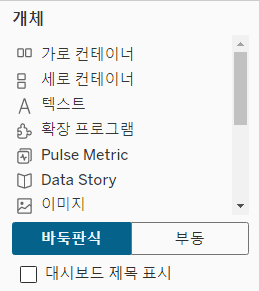 개체
가로 컨테이너
세로 컨테이너
텍스트
확장 프로그램
Pulse Metric
Data Story
이미지
바둑판식 부동
대시보드 제목 표시